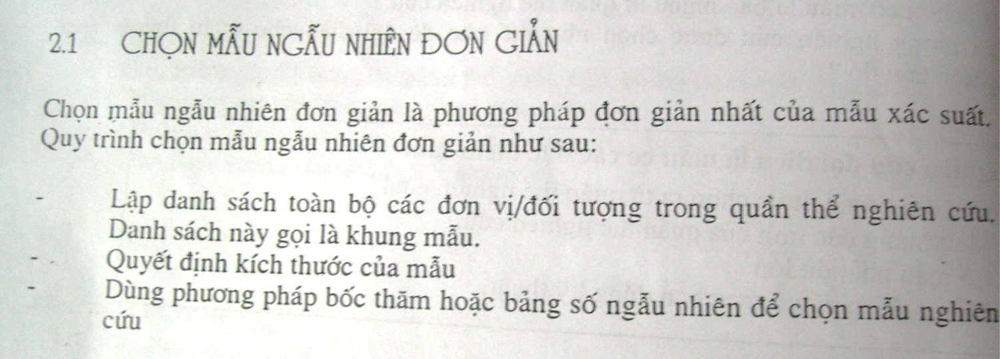 2.1 CHỌN MẪU NGẪU NHIÊN ĐƠN GIẢN
Chọn mẫu ngẫu nhiên đơn giản là phương pháp đơn giản nhất của mẫu xác suất.
Quy trình chọn mẫu ngẫu nhiên đơn giản như sau:
- Lập danh sách toàn bộ các đơn vị/đối tượng trong quần thể nghiên cứu.
Danh sách này gọi là khung mẫu.
- Quyết định kích thước của mẫu
- Dùng phương pháp bốc thăm hoặc bảng số ngẫu nhiên để chọn mẫu nghiên
cứu